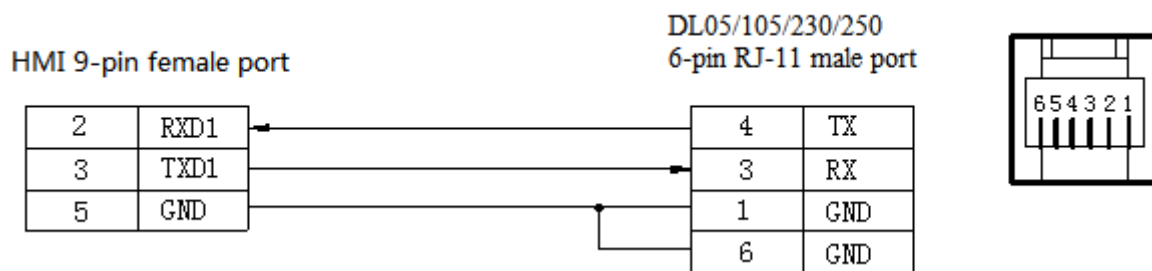 DL05/105/230/250
HMI 9-pin female port
6-pin RJ-11 male port
654321
2 RXD1 4 TX
3 TXD1 3 RX
5 GND 1 GND
6 GND